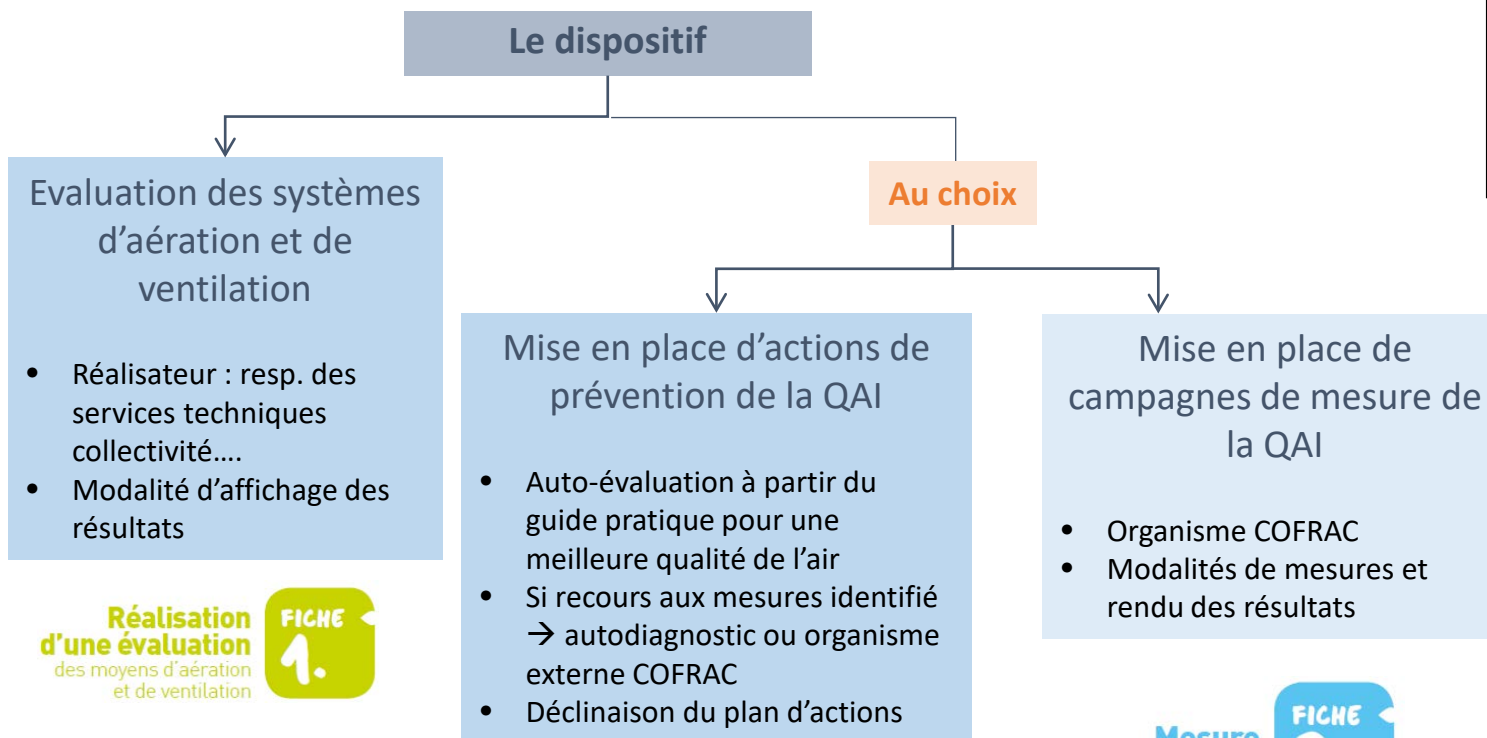 Le dispositif
Evaluation des systèmes
d’aération et de
ventilation
• Réalisateur : resp. des
services techniques
collectivité….
• Modalité d’affichage des
résultats
Réalisation
d'une évaluation
des moyens d'aération
et de ventilation
FICHE
1.
Au choix
Mise en place d’actions de
prévention de la QAI
• Auto-évaluation à partir du
guide pratique pour une
meilleure qualité de l’air
• Si recours aux mesures identifié
→ autodiagnostic ou organisme
externe COFRAC
• Déclinaison du plan d’actions
Mise en place de
campagnes de mesure de
la QAI
• Organisme COFRAC
• Modalités de mesures et
rendu des résultats
Mesure
FICHE